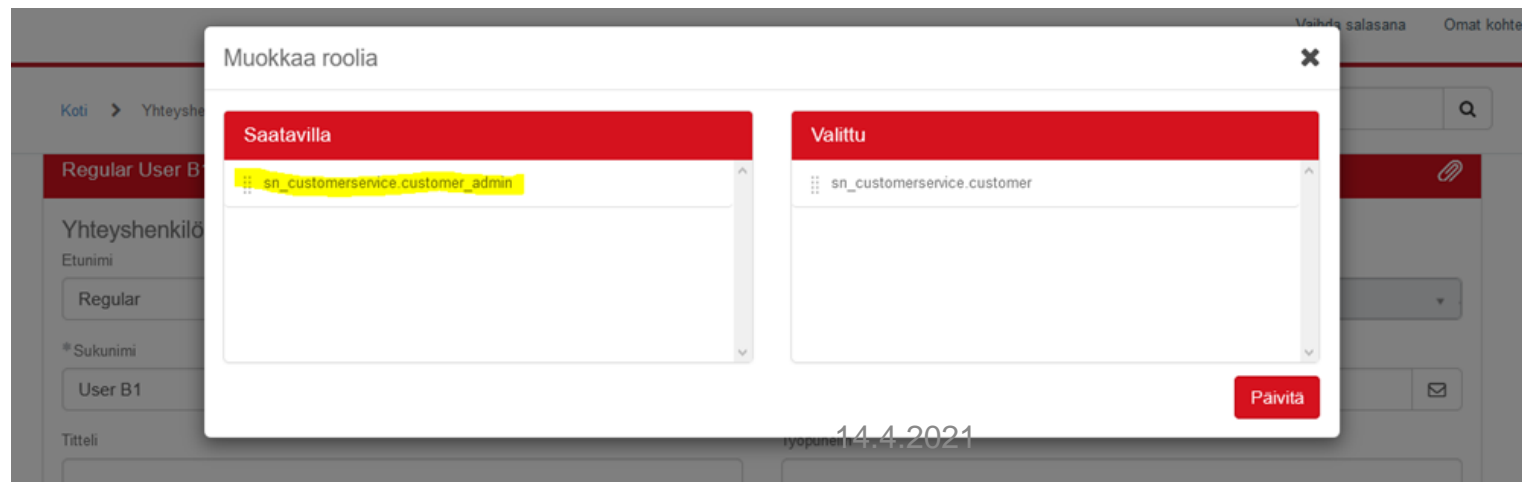 Vaihda salasana Omat kohte
Muokkaa roolia
Koti Yhteyshe
Saatavilla
Valittu
Regular User B1
sn_customerservice.customer_admin
sn_customerservice.customer
Yhteyshenkilö
Etunimi
Regular
*Sukunimi
User B1
Päivitä
Titteli
14.4.2021